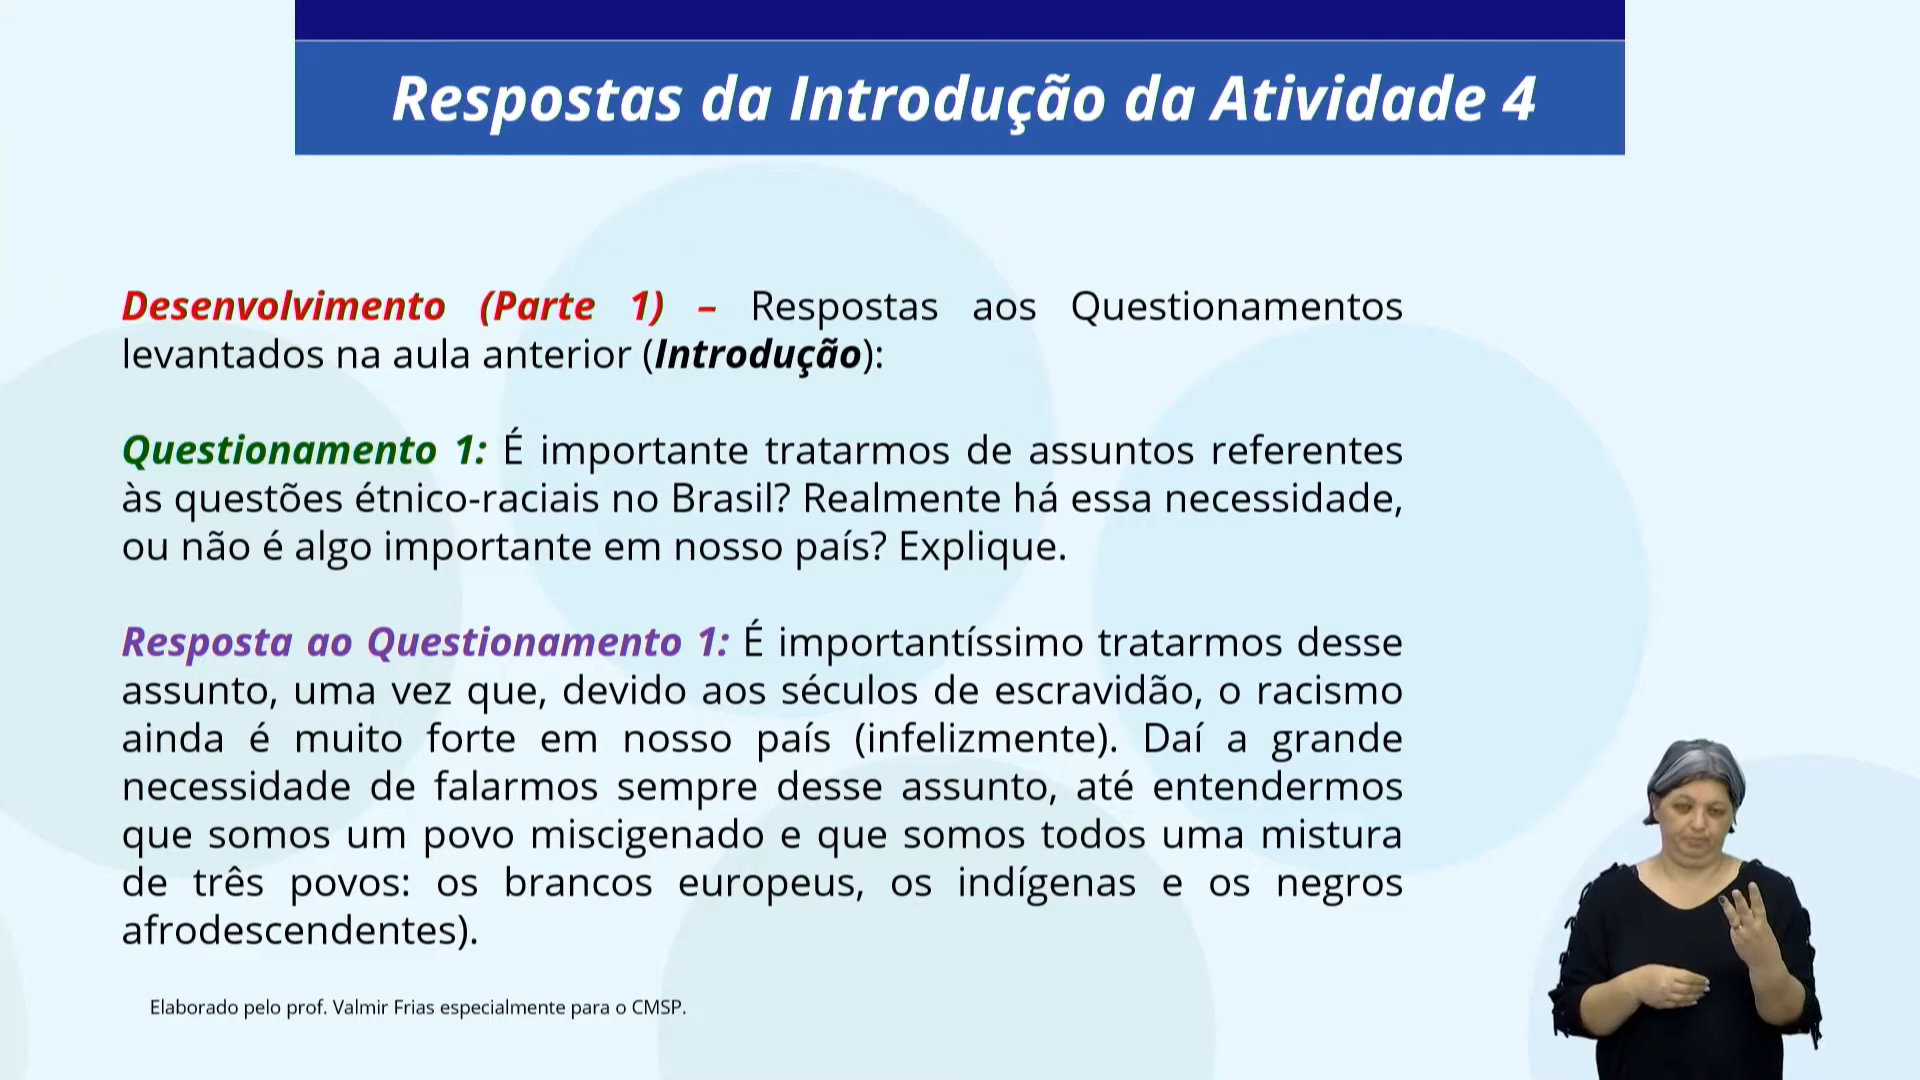 Respostas da Introdução da Atividade 4
Desenvolvimento (Parte 1) – Respostas aos Questionamentos
levantados na aula anterior (Introdução):
Questionamento 1: É importante tratarmos de assuntos referentes
às questões étnico-raciais no Brasil? Realmente há essa necessidade,
ou não é algo importante em nosso país? Explique.
Resposta ao Questionamento 1: É importantíssimo tratarmos desse
assunto, uma vez que, devido aos séculos de escravidão, o racismo
ainda é muito forte em nosso país (infelizmente). Daí a grande
necessidade de falarmos sempre desse assunto, até entendermos
que somos um povo miscigenado e que somos todos uma mistura
de três povos: os brancos europeus, os indígenas e os negros
afrodescendentes).
Elaborado pelo prof. Valmir Frias especialmente para o CMSP.